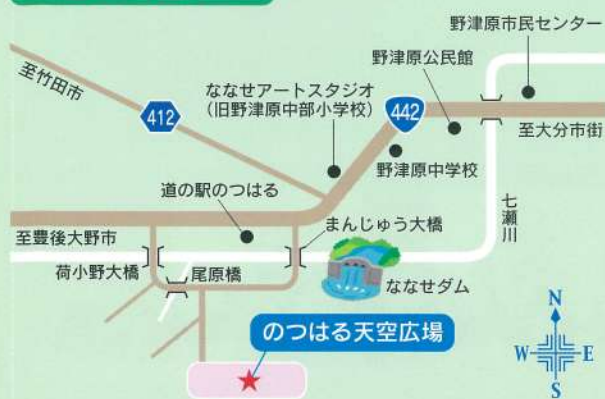 野津原市民センター
野津原公民館
至竹田市
ななせアートスタジオ
（旧野津原中部小学校）
412
442
至大分市街
野津原中学校
道の駅のつはる
七瀬川
至豊後大野市
まんじゅう大橋
荷小野大橋
尾原橋
ななせダム
のつはる天空広場
N
W
E
S